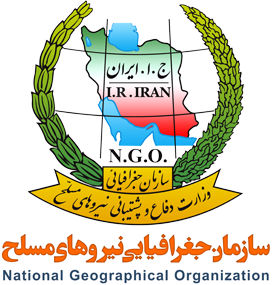 ج.ا.ایران
I.R.IRAN
N.G.O.
سازمان جغرافیایی
وزارت دفاع و پشتیبانی نیروهای مسلح
سازمان جغرافیایی نیروهای مسلح
National Geographical Organization